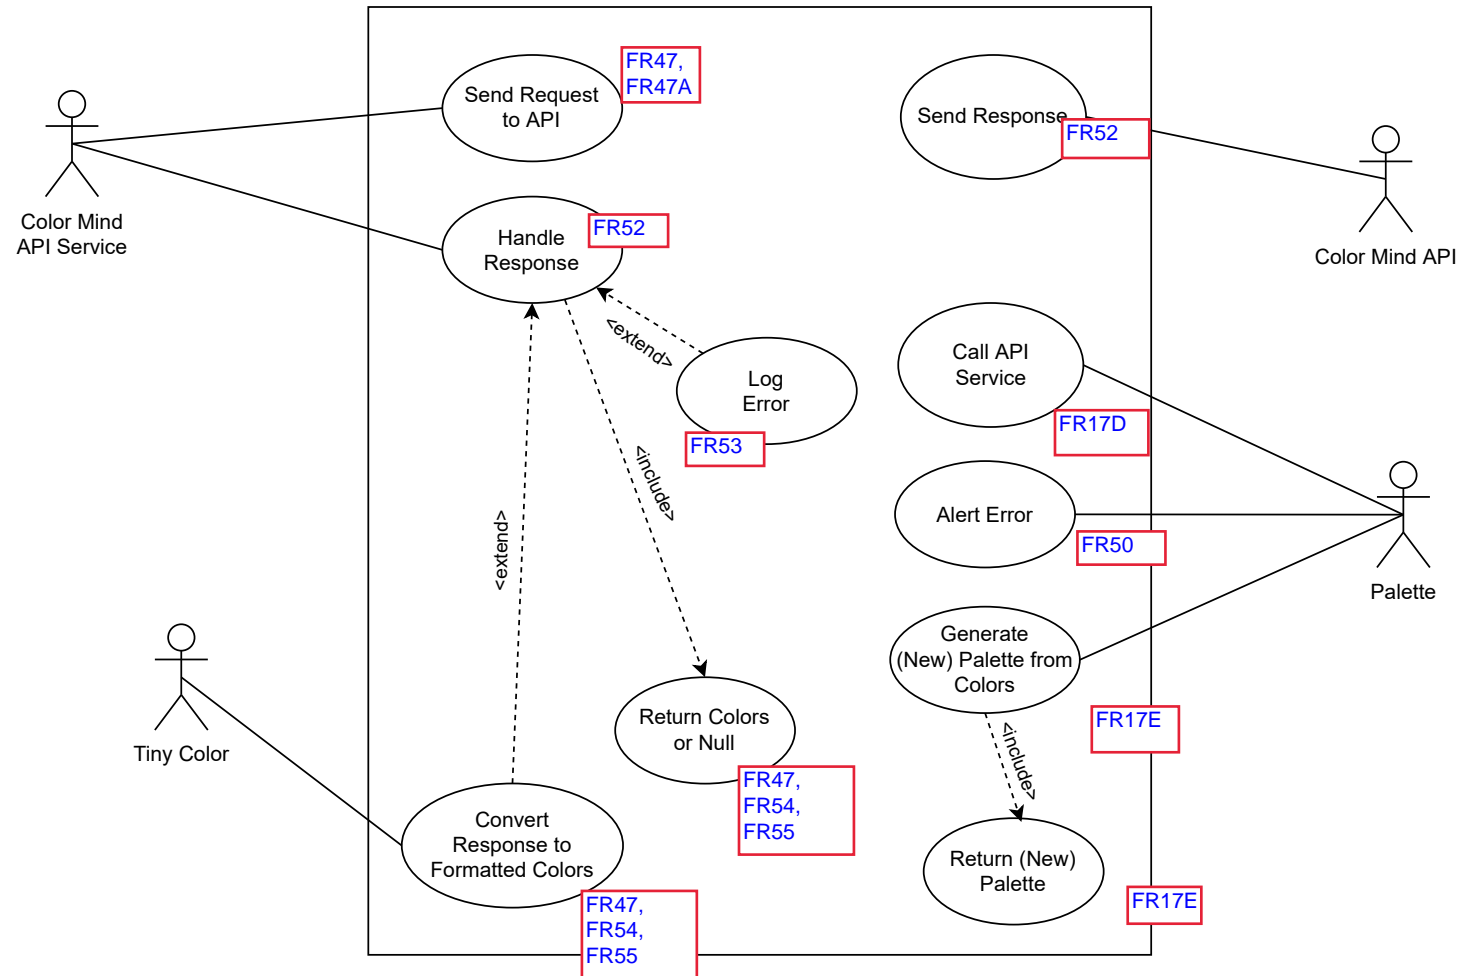 Send Request
to API
FR47,
FR47A
Send Response
FR52
Color Mind
API Service
Color Mind API
Handle
Response
FR52
<extend>
Log
Error
FR53
Call API
Service
FR17D
<include>
<extend>
Alert Error
FR50
Palette
Generate
(New) Palette from
Colors
FR17E
<include>
Tiny Color
Return Colors
or Null
FR47,
FR54,
FR55
Convert
Response to
Formatted Colors
FR47,
FR54,
FR55
Return (New)
Palette
FR17E